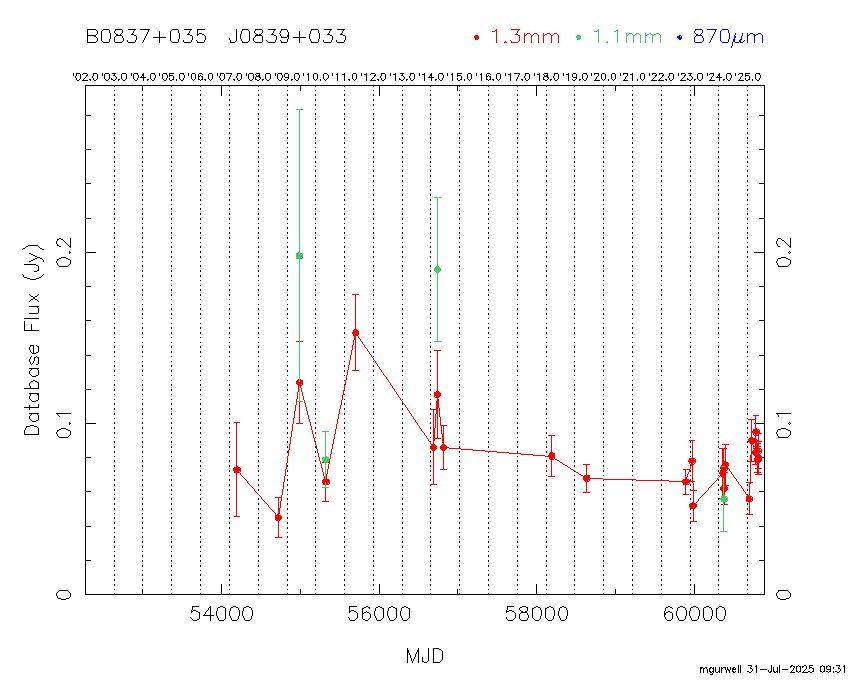 B0837+035 J0839+033 1.3mm 1.1mm 870μm
'02.0 '03.0 '04.0 '05.0 '06.0 '07.0 '08.0 '09.0 '10.0 '11.0 '12.0 '13.0 '14.0 '15.0 '16.0 '17.0 '18.0 '19.0 '20.0 '21.0 '22.0 '23.0 '24.0 '25.0
0.2 0.2
Database Flux (Jy)
0.1 0.1
0 0
54000 56000 58000 60000
MJD
mgurwell 31-Jul-2025 09:31